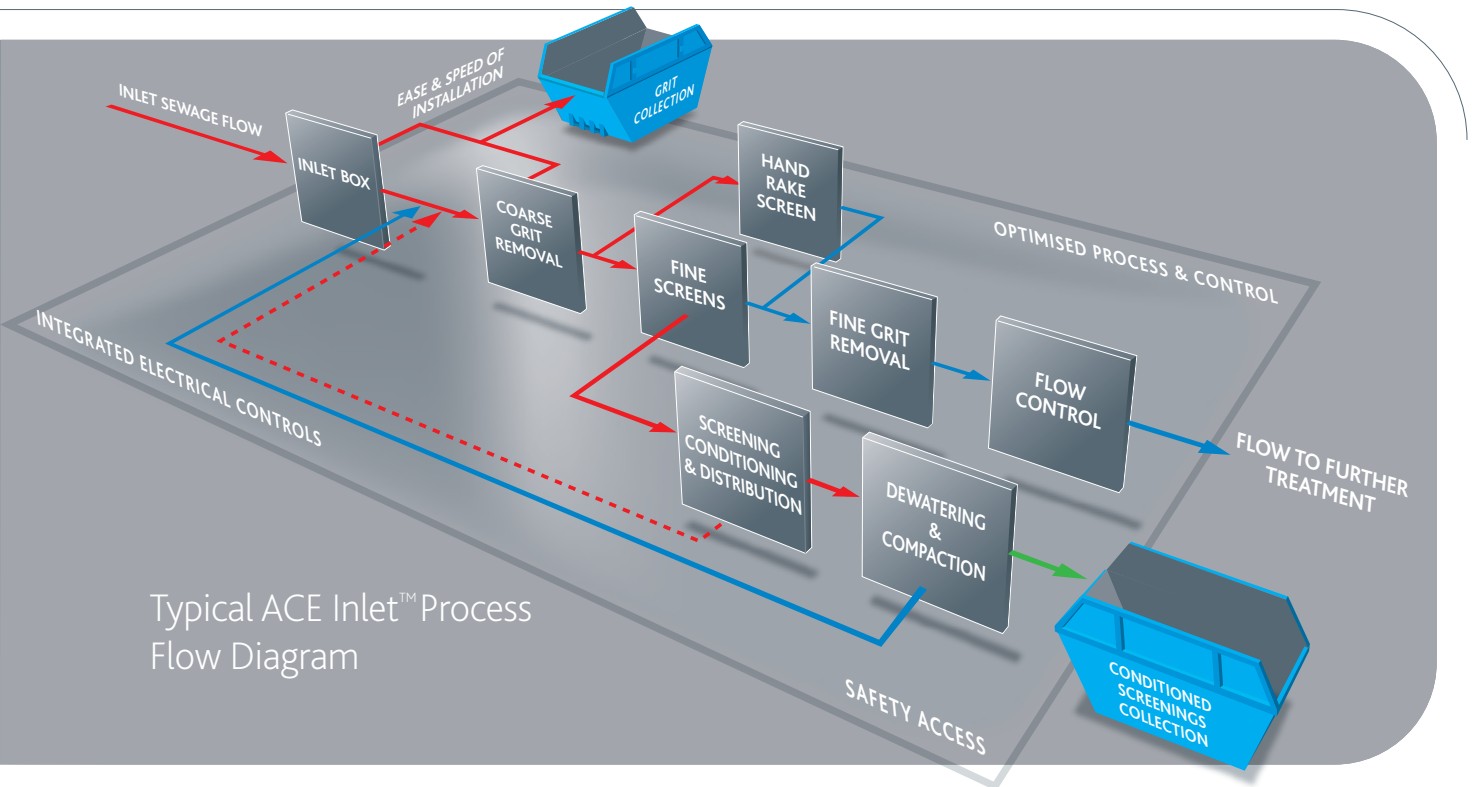 INLET SEWAGE FLOW
EASE & SPEED OF
INSTALLATION
GRIT
COLLECTION
INLET BOX
COARSE
GRIT
REMOVAL
HAND
RAKE
SCREEN
FINE
SCREENS
OPTIMISED PROCESS & CONTROL
FINE GRIT
REMOVAL
FLOW
CONTROL
FLOW TO FURTHER
TREATMENT
INTEGRATED ELECTRICAL CONTROLS
SCREENING
CONDITIONING
& DISTRIBUTION
DEWATERING
&
COMPACTION
CONDITIONED
SCREENINGS
COLLECTION
SAFETY ACCESS
Typical ACE Inlet™ Process
Flow Diagram